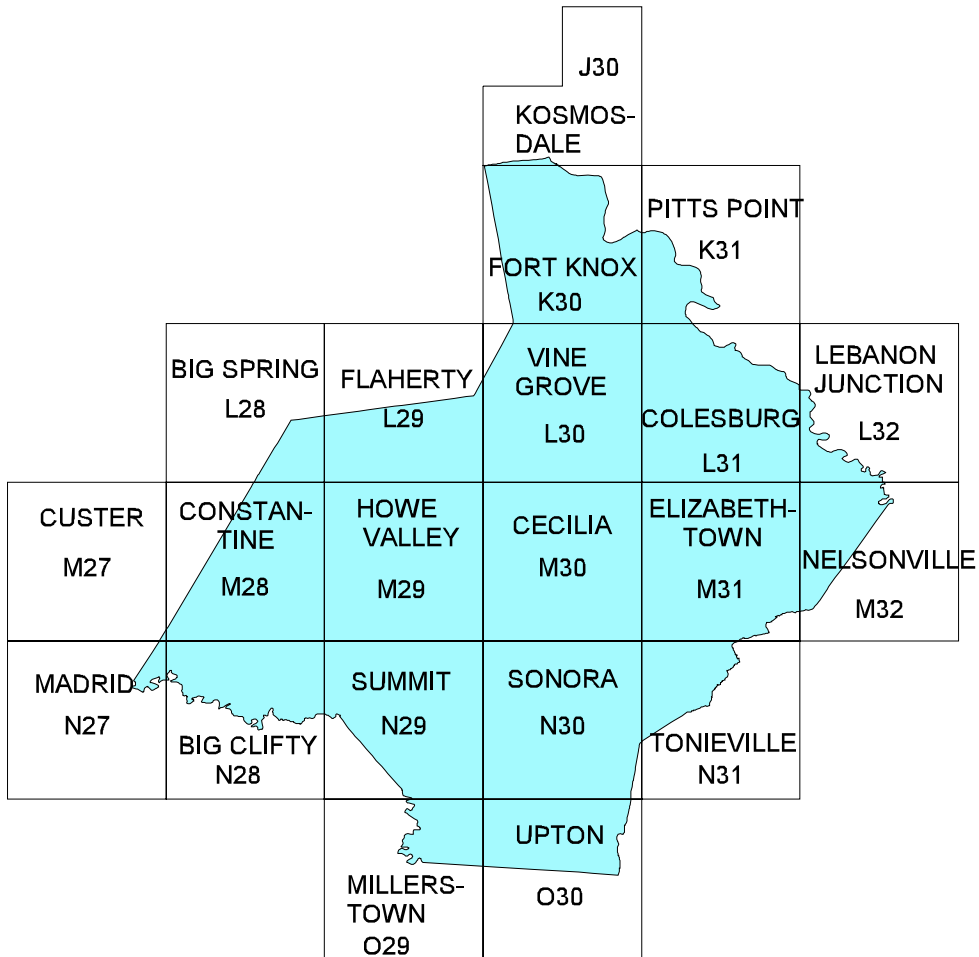 J30
KOSMOS-
DALE
PITTS POINT
K31
FORT KNOX
K30
BIG SPRING
L28
FLAHERTY
L29
VINE
GROVE
L30
COLESBURG
L31
LEBANON
JUNCTION
L32
CUSTER
M27
CONSTAN-
TINE
M28
HOWE
VALLEY
M29
CECILIA
M30
ELIZABETH-
TOWN
M31
NELSONVILLE
M32
MADRID
N27
BIG CLIFTY
N28
SUMMIT
N29
SONORA
N30
TONIEVILLE
N31
MILLERS-
TOWN
O29
UPTON
O30